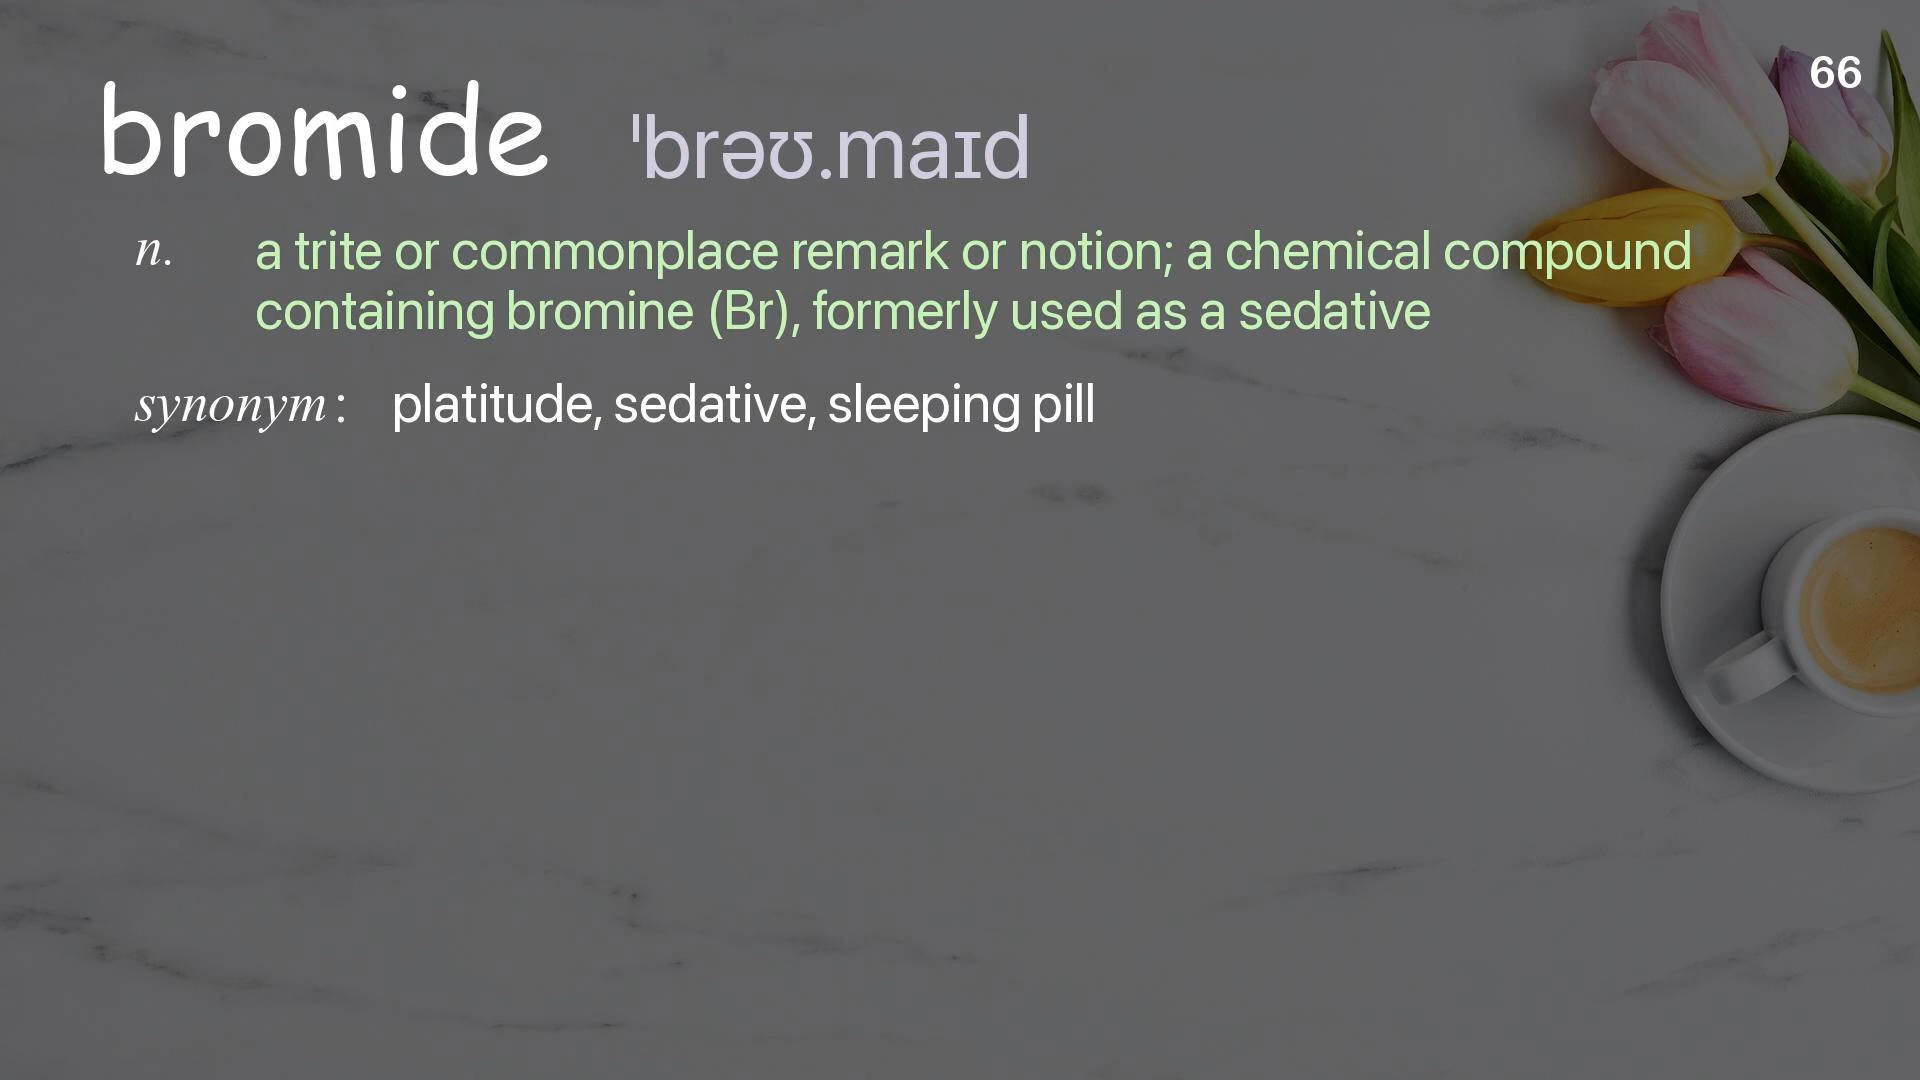 66
bromide ˈbrəʊ.maɪd
n. a trite or commonplace remark or notion; a chemical compound
containing bromine (Br), formerly used as a sedative
synonym: platitude, sedative, sleeping pill